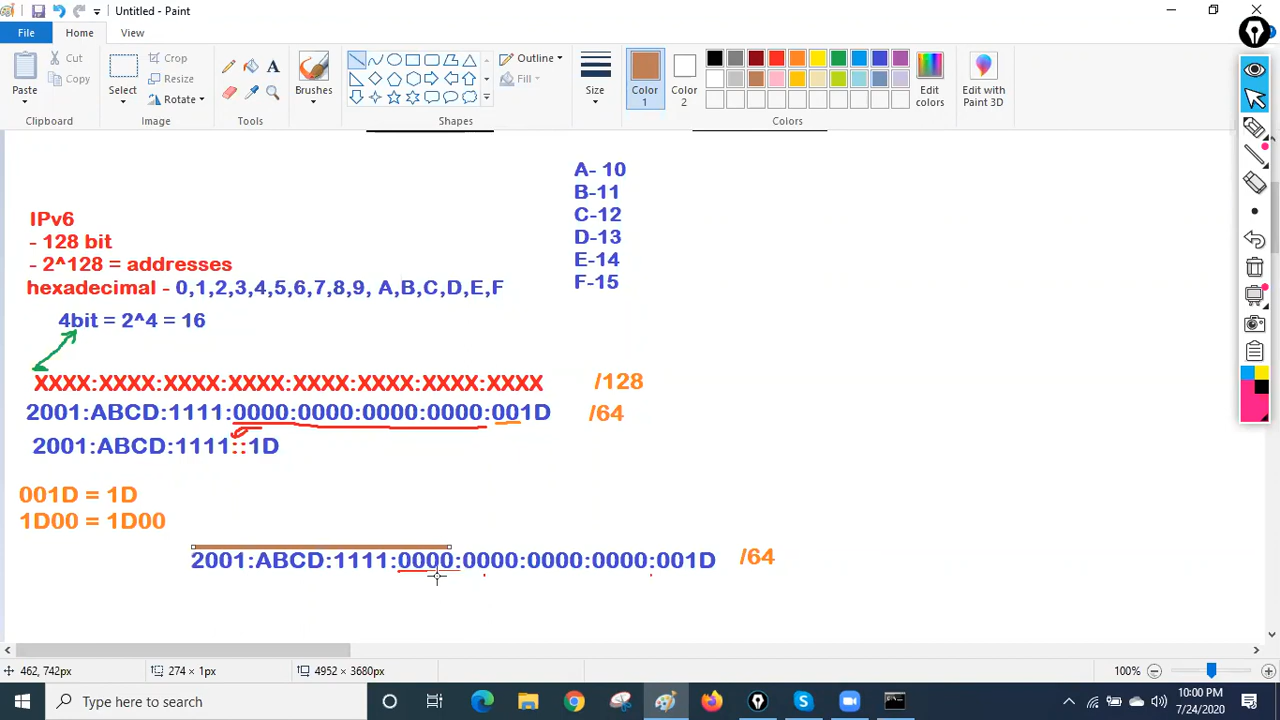 Untitled - Paint
File
Home
View
Paste
Cut
Copy
Clipboard
Select
Crop
Resize
Rotate
Image
Tools
Brushes
Outline
Fill
Shapes
Size
Color 1
Color 2
Edit colors
Edit with Paint 3D
Colors
A- 10
B-11
C-12
D-13
E-14
F-15
IPv6
- 128 bit
- 2^128 = addresses
hexadecimal - 0,1,2,3,4,5,6,7,8,9, A,B,C,D,E,F
4bit = 2^4 = 16
XXXX:XXXX:XXXX:XXXX:XXXX:XXXX:XXXX:XXXX /128
2001:ABCD:1111:0000:0000:0000:0000:001D /64
2001:ABCD:1111::1D
001D = 1D
1D00 = 1D00
2001:ABCD:1111:0000:0000:0000:0000:001D /64
462, 742px
274 × 1px
4952 × 3680px
100%
Type here to search
10:00 PM
7/24/2020